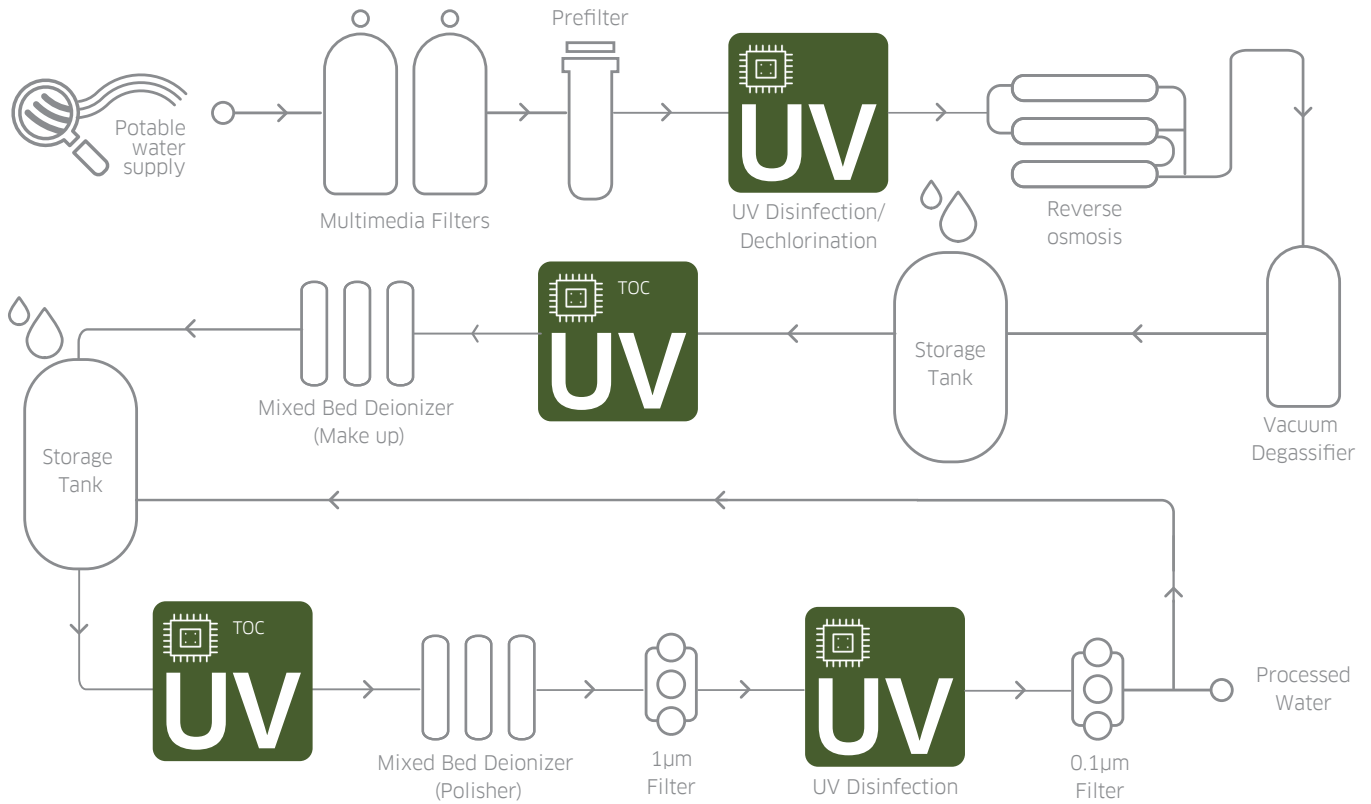 Prefilter
Potable
water
supply
Multimedia Filters
UV
UV Disinfection/
Dechlorination
Reverse
osmosis
TOC
UV
Storage
Tank
Mixed Bed Deionizer
(Make up)
Vacuum
Degassifier
Storage
Tank
TOC
UV
Mixed Bed Deionizer
(Polisher)
1µm
Filter
UV
UV Disinfection
0.1µm
Filter
Processed
Water